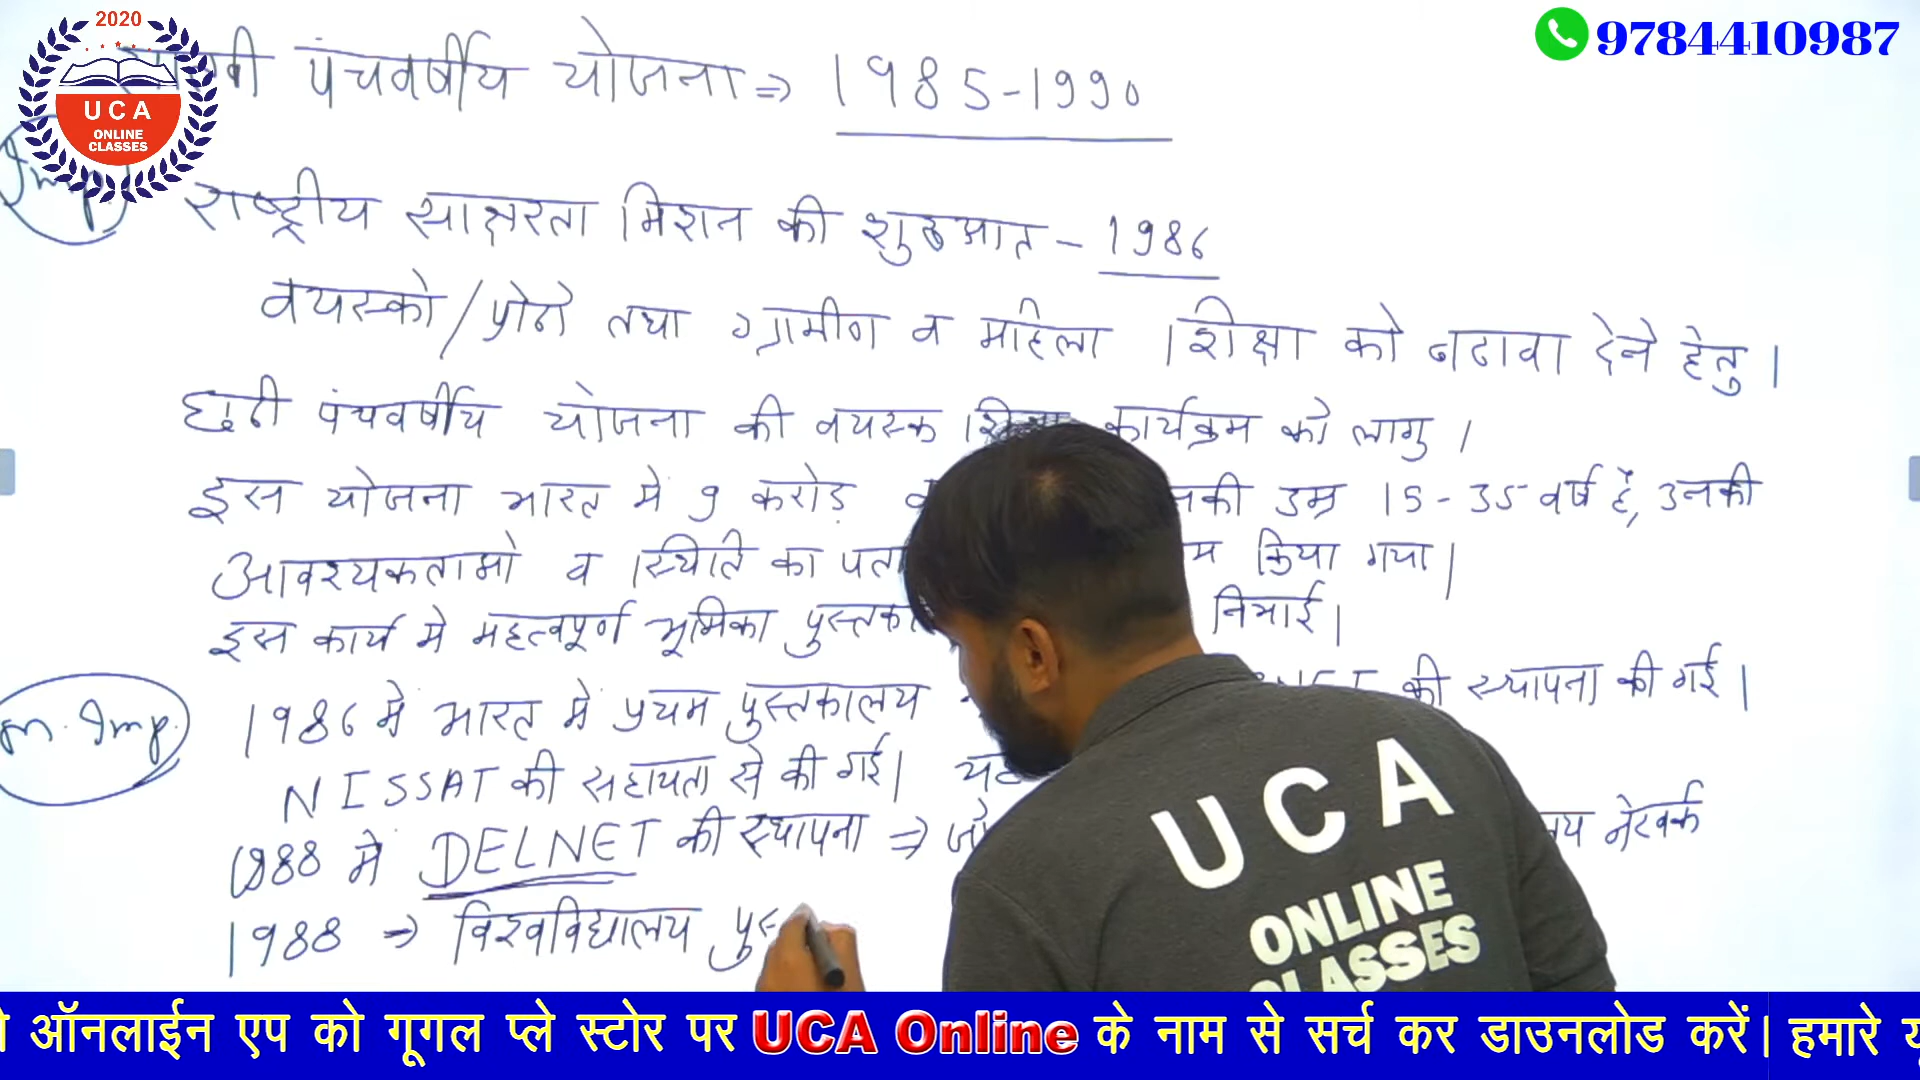 2020
UCA
ONLINE
CLASSES
9784410987
पंचवर्षीय योजना => 1985-1990
Imp
राष्ट्रीय साक्षरता मिशन की शुरुआत - 1986
वयस्को/प्रोढो तथा ग्रामीण व महिला शिक्षा को बढावा देने हेतु।
छठी पंचवर्षीय योजना की वयस्क कार्यक्रम को लागु।
इस योजना भारत मे 9 करोड़ उम्र 15-35 वर्ष है, उनकी
आवश्यकताओ व स्थिति का पता किया गया।
इस कार्य मे महत्वपूर्ण भूमिका निभाई।
m. Imp.
1986 में भारत में प्रथम पुस्तकालय की स्थापना की गई।
NISSAT की सहायता से की गई।
1988 में DELNET की स्थापना => जो नेटवर्क
1988 -> विश्वविद्यालय पुस्
UCA
ONLINE
CLASSES
ऑनलाईन एप को गूगल प्ले स्टोर पर UCA Online के नाम से सर्च कर डाउनलोड करें| हमारे